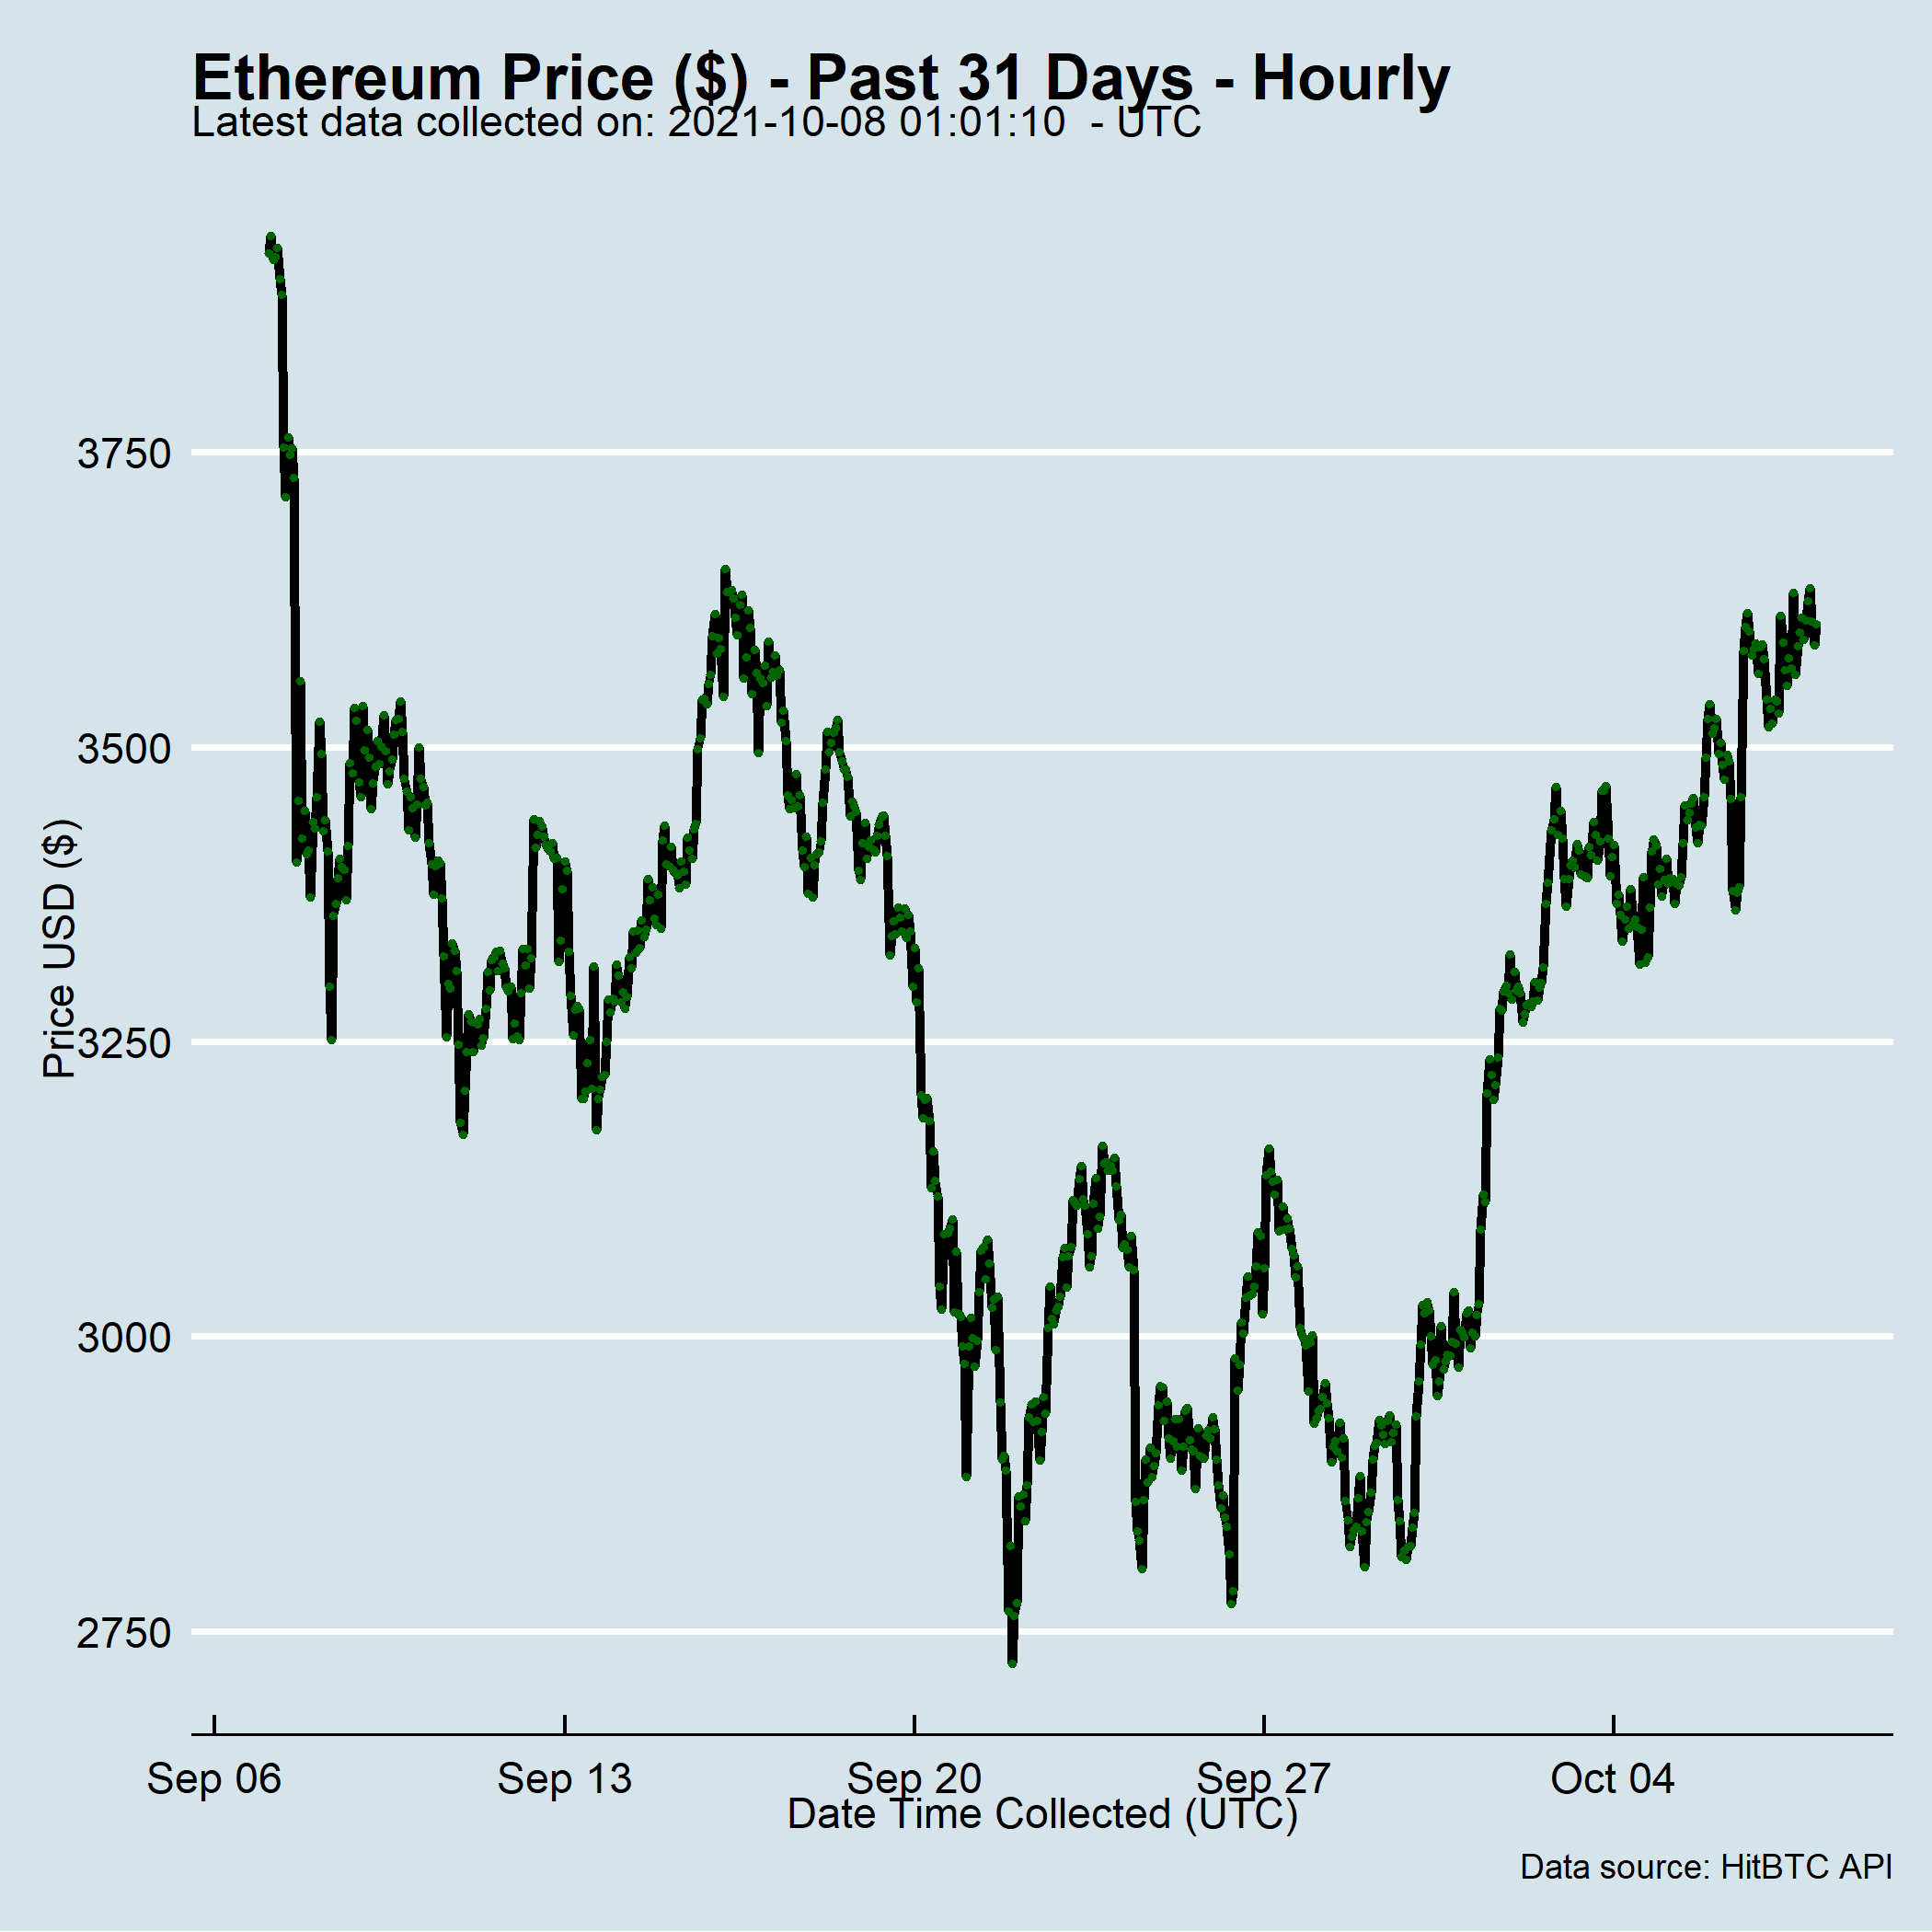 Ethereum Price ($) - Past 31 Days - Hourly
Latest data collected on: 2021-10-08 01:01:10  - UTC
Price USD ($)
3750
3500
3250
3000
2750
Sep 06
Sep 13
Sep 20
Sep 27
Oct 04
Date Time Collected (UTC)
Data source: HitBTC API